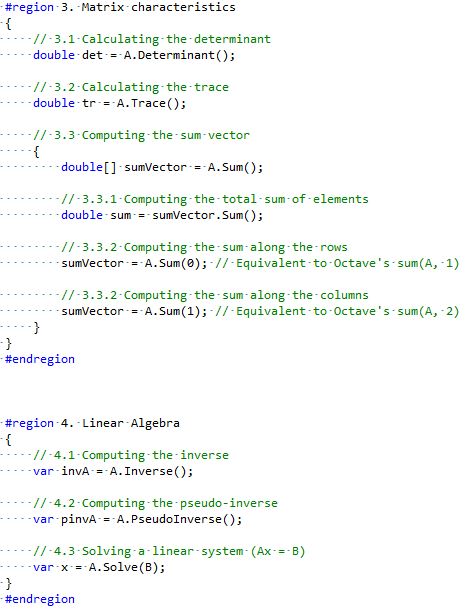 #region 3. Matrix characteristics
{
    // 3.1 Calculating the determinant
    double det = A.Determinant();

    // 3.2 Calculating the trace
    double tr = A.Trace();

    // 3.3 Computing the sum vector
    {
        double[] sumVector = A.Sum();

        // 3.3.1 Computing the total sum of elements
        double sum = sumVector.Sum();

        // 3.3.2 Computing the sum along the rows
        sumVector = A.Sum(0); // Equivalent to Octave's sum(A, 1)

        // 3.3.2 Computing the sum along the columns
        sumVector = A.Sum(1); // Equivalent to Octave's sum(A, 2)
    }
}
#endregion

#region 4. Linear Algebra
{
    // 4.1 Computing the inverse
    var invA = A.Inverse();

    // 4.2 Computing the pseudo-inverse
    var pinvA = A.PseudoInverse();

    // 4.3 Solving a linear system (Ax = B)
    var x = A.Solve(B);
}
#endregion